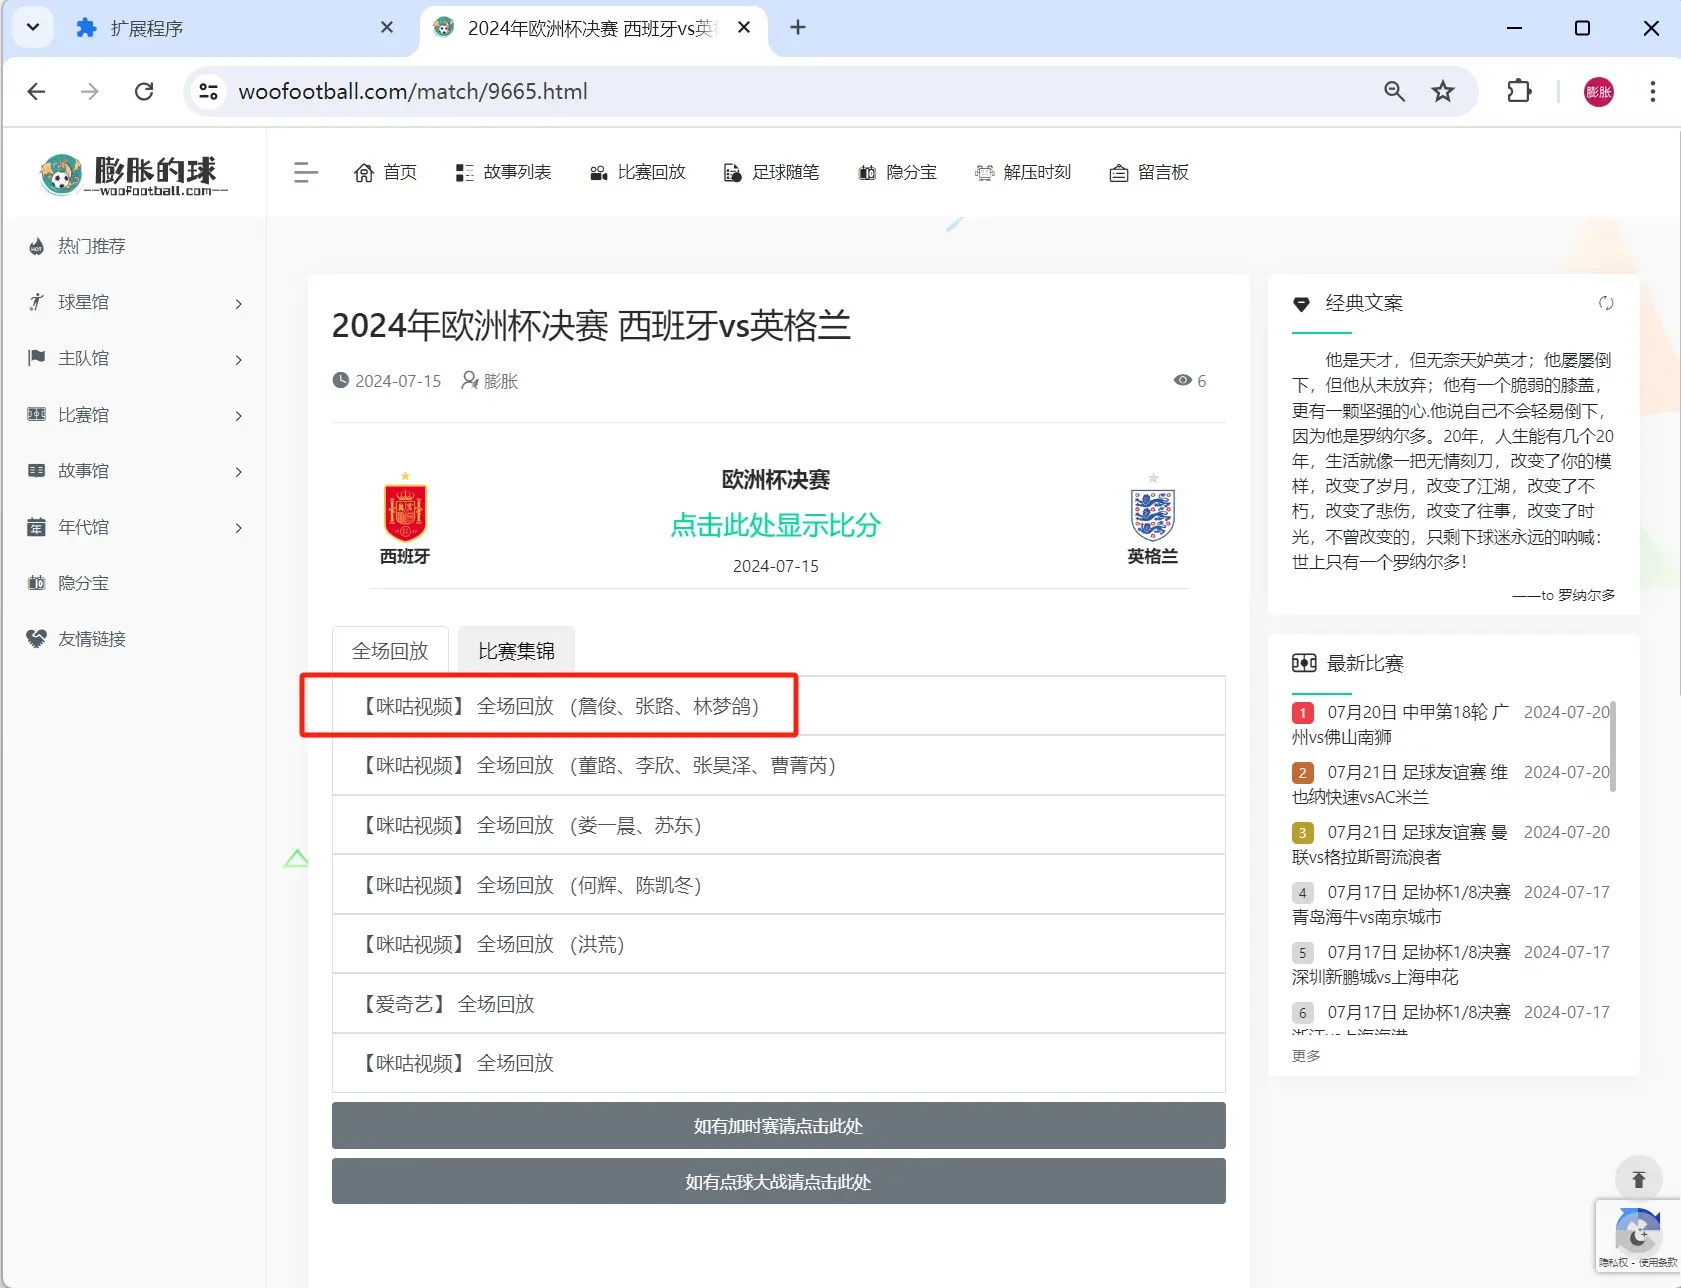 扩展程序
2024年欧洲杯决赛 西班牙vs英
woofootball.com/match/9665.html
膨胀
膨胀的球
—woofootball.com—
首页
故事列表
比赛回放
足球随笔
隐分宝
解压时刻
留言板
热门推荐
球星馆
主队馆
比赛馆
故事馆
年代馆
隐分宝
友情链接
2024年欧洲杯决赛 西班牙vs英格兰
2024-07-15 膨胀 6
欧洲杯决赛
点击此处显示比分
2024-07-15
西班牙
英格兰
全场回放
比赛集锦
【咪咕视频】 全场回放 (詹俊、张路、林梦鸽)
【咪咕视频】 全场回放 (董路、李欣、张昊泽、曹菁芮)
【咪咕视频】 全场回放 (娄一晨、苏东)
【咪咕视频】 全场回放 (何辉、陈凯冬)
【咪咕视频】 全场回放 (洪荒)
【爱奇艺】 全场回放
【咪咕视频】 全场回放
如有加时赛请点击此处
如有点球大战请点击此处
经典文案
他是天才，但无奈天妒英才；他屡屡倒
下，但他从未放弃；他有一个脆弱的膝盖，
更有一颗坚强的心.他说自己不会轻易倒下，
因为他是罗纳尔多。20年，人生能有几个20
年，生活就像一把无情刻刀，改变了你的模
样，改变了岁月，改变了江湖，改变了不
朽，改变了悲伤，改变了往事，改变了时
光，不曾改变的，只剩下球迷永远的呐喊：
世上只有一个罗纳尔多！
——to 罗纳尔多
最新比赛
1 07月20日 中甲第18轮 广 2024-07-20
州vs佛山南狮
2 07月21日 足球友谊赛 维 2024-07-20
也纳快速vsAC米兰
3 07月21日 足球友谊赛 曼 2024-07-20
联vs格拉斯哥流浪者
4 07月17日 足协杯1/8决赛 2024-07-17
青岛海牛vs南京城市
5 07月17日 足协杯1/8决赛 2024-07-17
深圳新鹏城vs上海申花
6 07月17日 足协杯1/8决赛 2024-07-17
浙江vs上海海港
更多
隐私权 - 使用条款